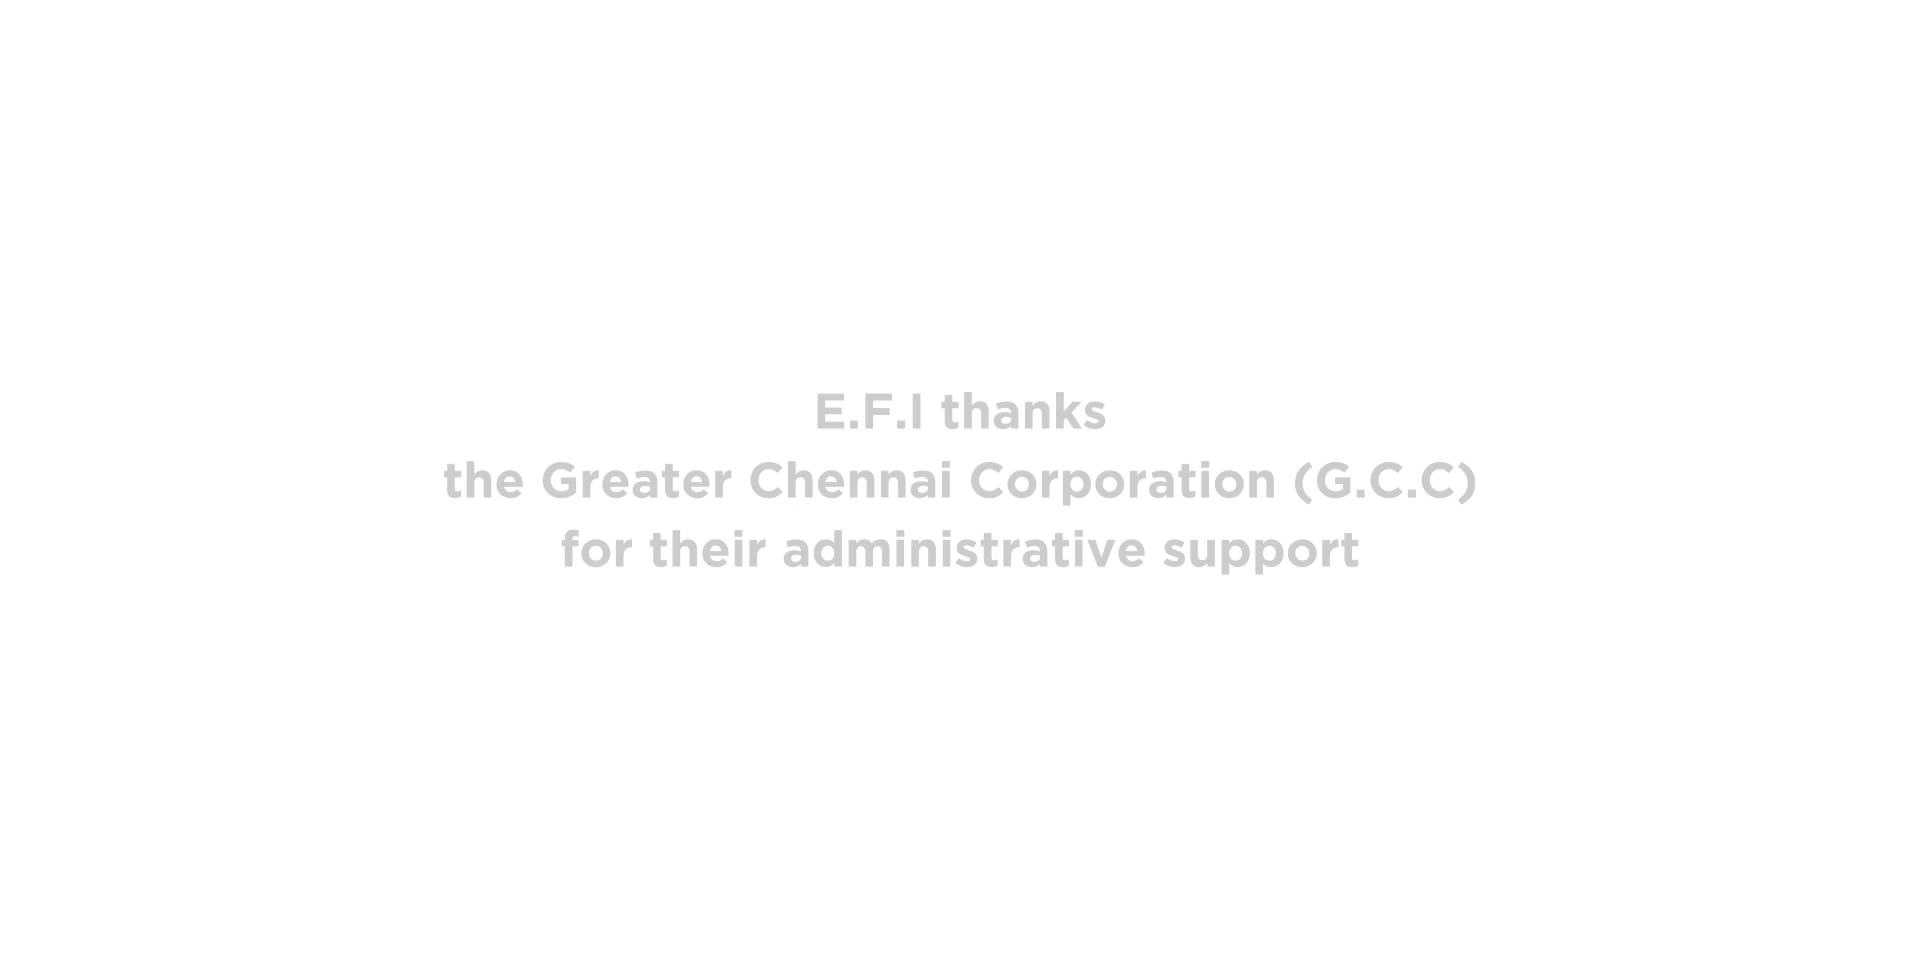 E.F.I thanks
the Greater Chennai Corporation (G.C.C)
for their administrative support